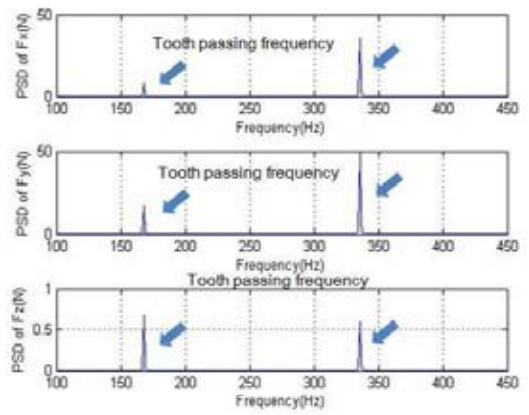 50
Tooth passing frequency
PSD of Fx(N)
0
100 150 200 250 300 350 400 450
Frequency(Hz)
50
Tooth passing frequency
PSD of Fy(N)
0
100 150 200 250 300 350 400 450
Frequency(Hz)
Tooth passing frequency
1
PSD of Fz(N)
0.5
0
100 150 200 250 300 350 400 450
Frequency(Hz)